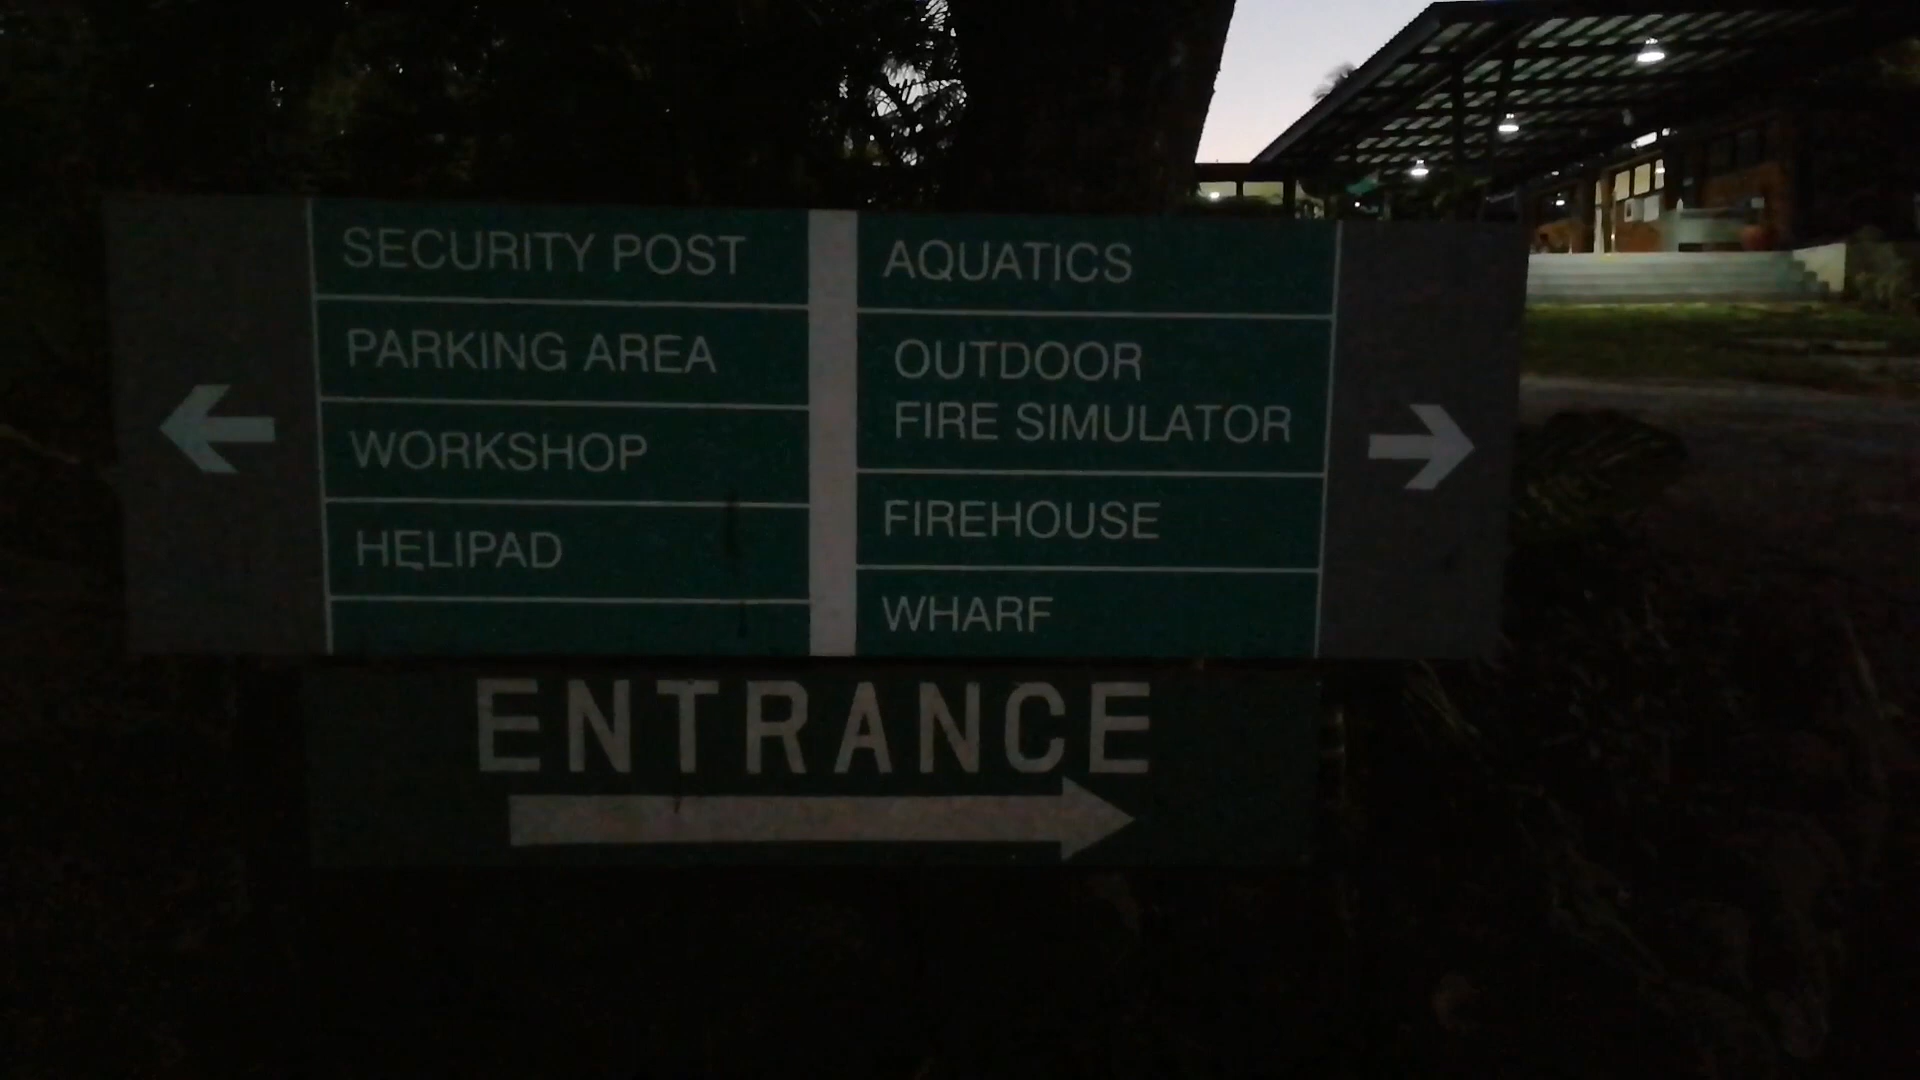 SECURITY POST
PARKING AREA
WORKSHOP
HELIPAD
AQUATICS
OUTDOOR
FIRE SIMULATOR
FIREHOUSE
WHARF
ENTRANCE